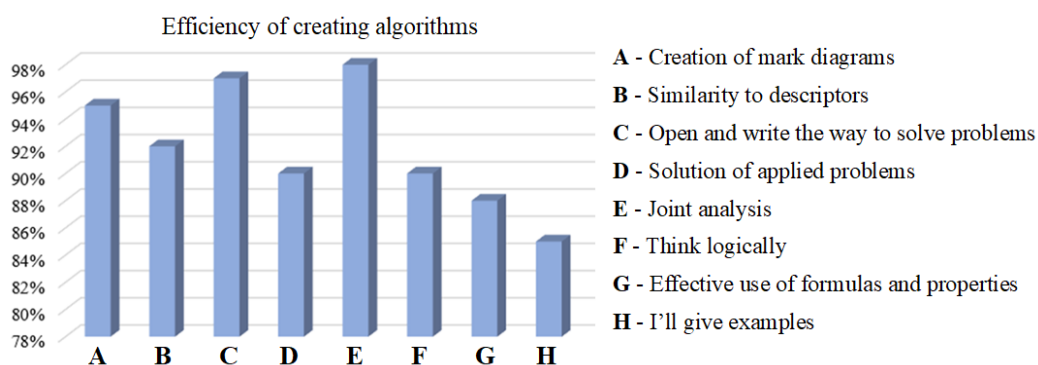 Efficiency of creating algorithms
98%
96%
94%
92%
90%
88%
86%
84%
82%
80%
78%
A B C D E F G H
A - Creation of mark diagrams
B - Similarity to descriptors
C - Open and write the way to solve problems
D - Solution of applied problems
E - Joint analysis
F - Think logically
G - Effective use of formulas and properties
H - I’ll give examples